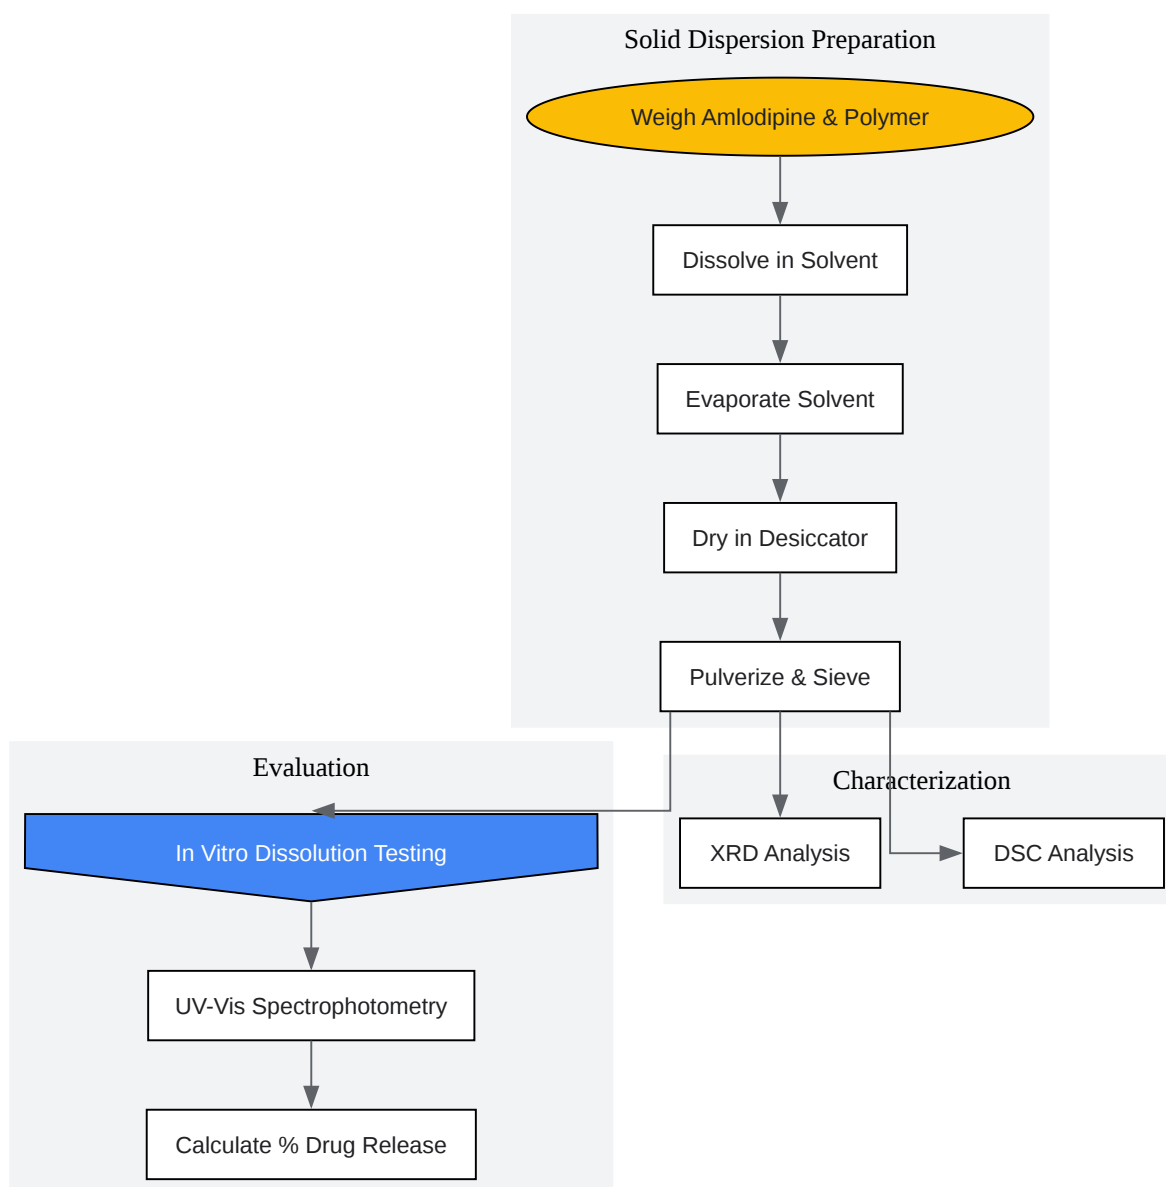 Solid Dispersion Preparation
Weigh Amlodipine & Polymer
Dissolve in Solvent
Evaporate Solvent
Dry in Desiccator
Pulverize & Sieve
Evaluation
In Vitro Dissolution Testing
UV-Vis Spectrophotometry
Calculate % Drug Release
Characterization
XRD Analysis
DSC Analysis